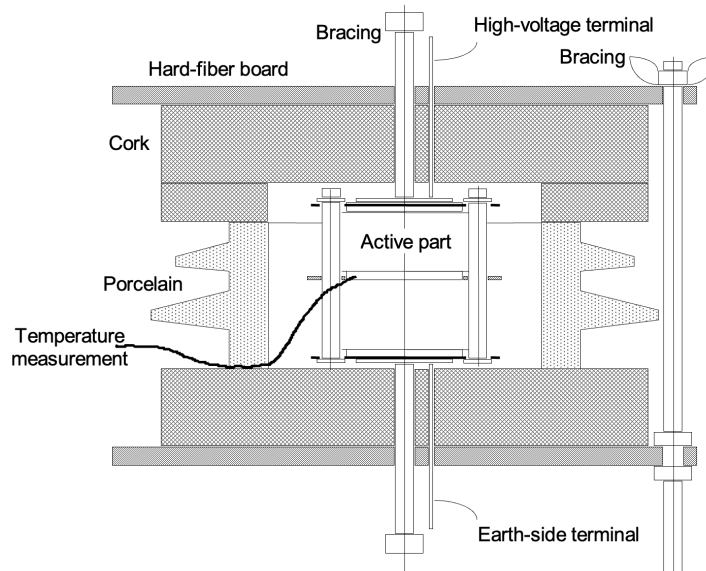 Bracing
High-voltage terminal
Bracing
Hard-fiber board
Cork
Active part
Porcelain
Temperature
measurement
Earth-side terminal